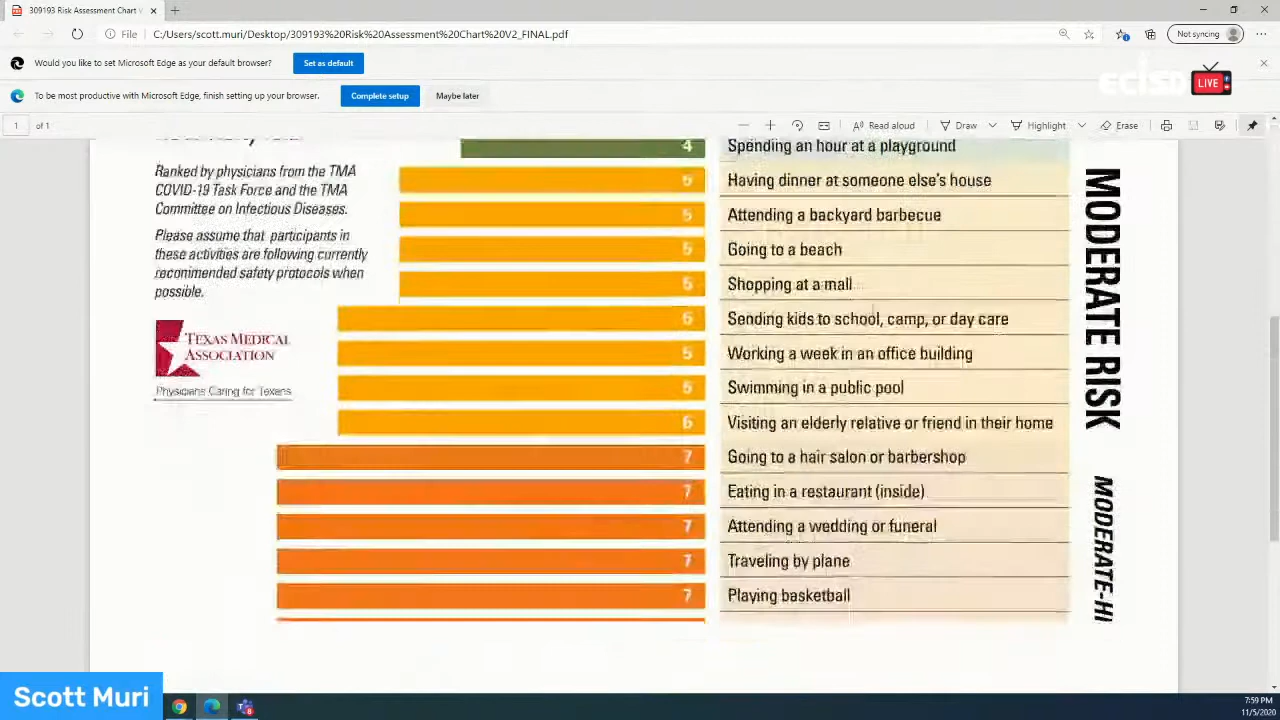 309193 Risk Assessment Chart V
File C:/Users/scott.muri/Desktop/309193%20Risk%20Assessment%20Chart%20V2_FINAL.pdf
Not syncing
Would you like to set Microsoft Edge as your default browser? Set as default
To be most productive with Microsoft Edge, finish setting up your browser. Complete setup Maybe later
ecisd LIVE
1 of 1
Read aloud Draw Highlight Erase
4 Spending an hour at a playground
Ranked by physicians from the TMA
COVID-19 Task Force and the TMA
Committee on Infectious Diseases.
Please assume that participants in
these activities are following currently
recommended safety protocols when
possible.
TEXAS MEDICAL
ASSOCIATION
Physicians Caring for Texans
Having dinner at someone else's house
5 Attending a backyard barbecue
5 Going to a beach
Shopping at a mall
6 Sending kids to school, camp, or day care
Working a week in an office building
6 Swimming in a public pool
6 Visiting an elderly relative or friend in their home
7 Going to a hair salon or barbershop
7 Eating in a restaurant (inside)
7 Attending a wedding or funeral
7 Traveling by plane
7 Playing basketball
MODERATE RISK
MODERATE-HI
Scott Muri
7:59 PM
11/5/2020